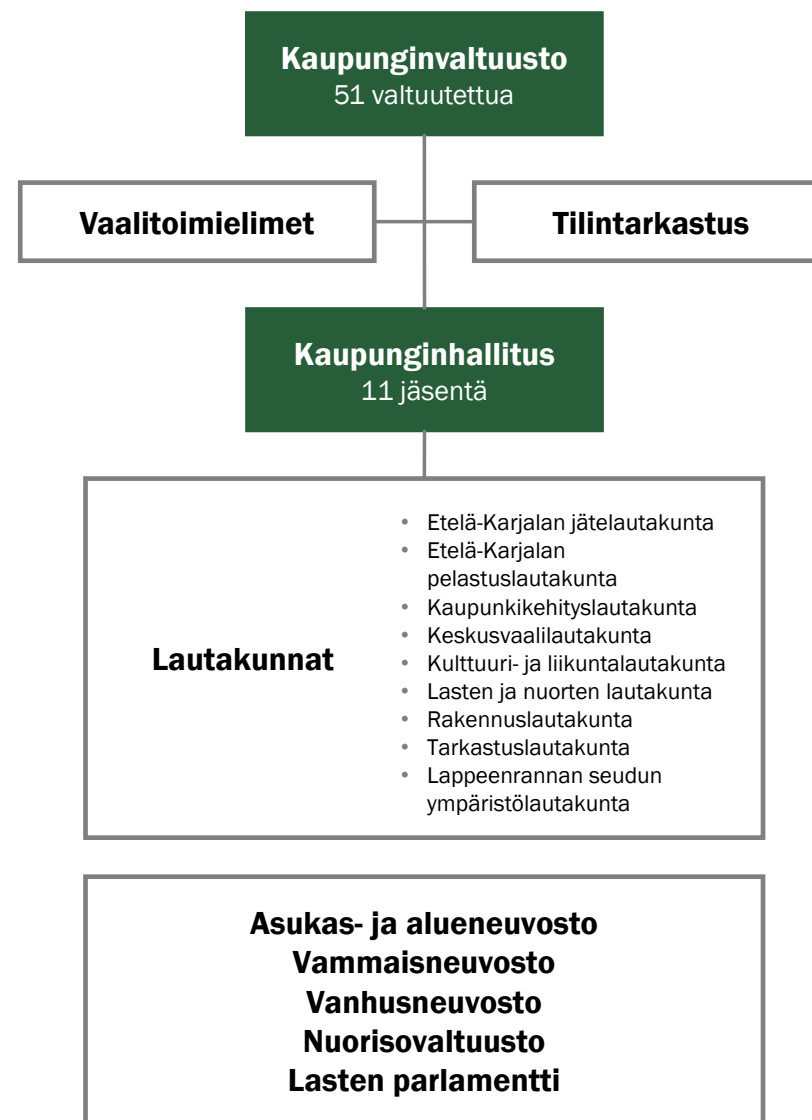 Kaupunginvaltuusto
51 valtuutettua
Vaalitoimielimet
Tilintarkastus
Kaupunginhallitus
11 jäsentä
Lautakunnat
• Etelä-Karjalan jätelautakunta
• Etelä-Karjalan
pelastuslautakunta
• Kaupunkikehityslautakunta
• Keskusvaalilautakunta
• Kulttuuri- ja liikuntalautakunta
• Lasten ja nuorten lautakunta
• Rakennuslautakunta
• Tarkastuslautakunta
• Lappeenrannan seudun
ympäristölautakunta
Asukas- ja alueneuvosto
Vammaisneuvosto
Vanhusneuvosto
Nuorisovaltuusto
Lasten parlamentti